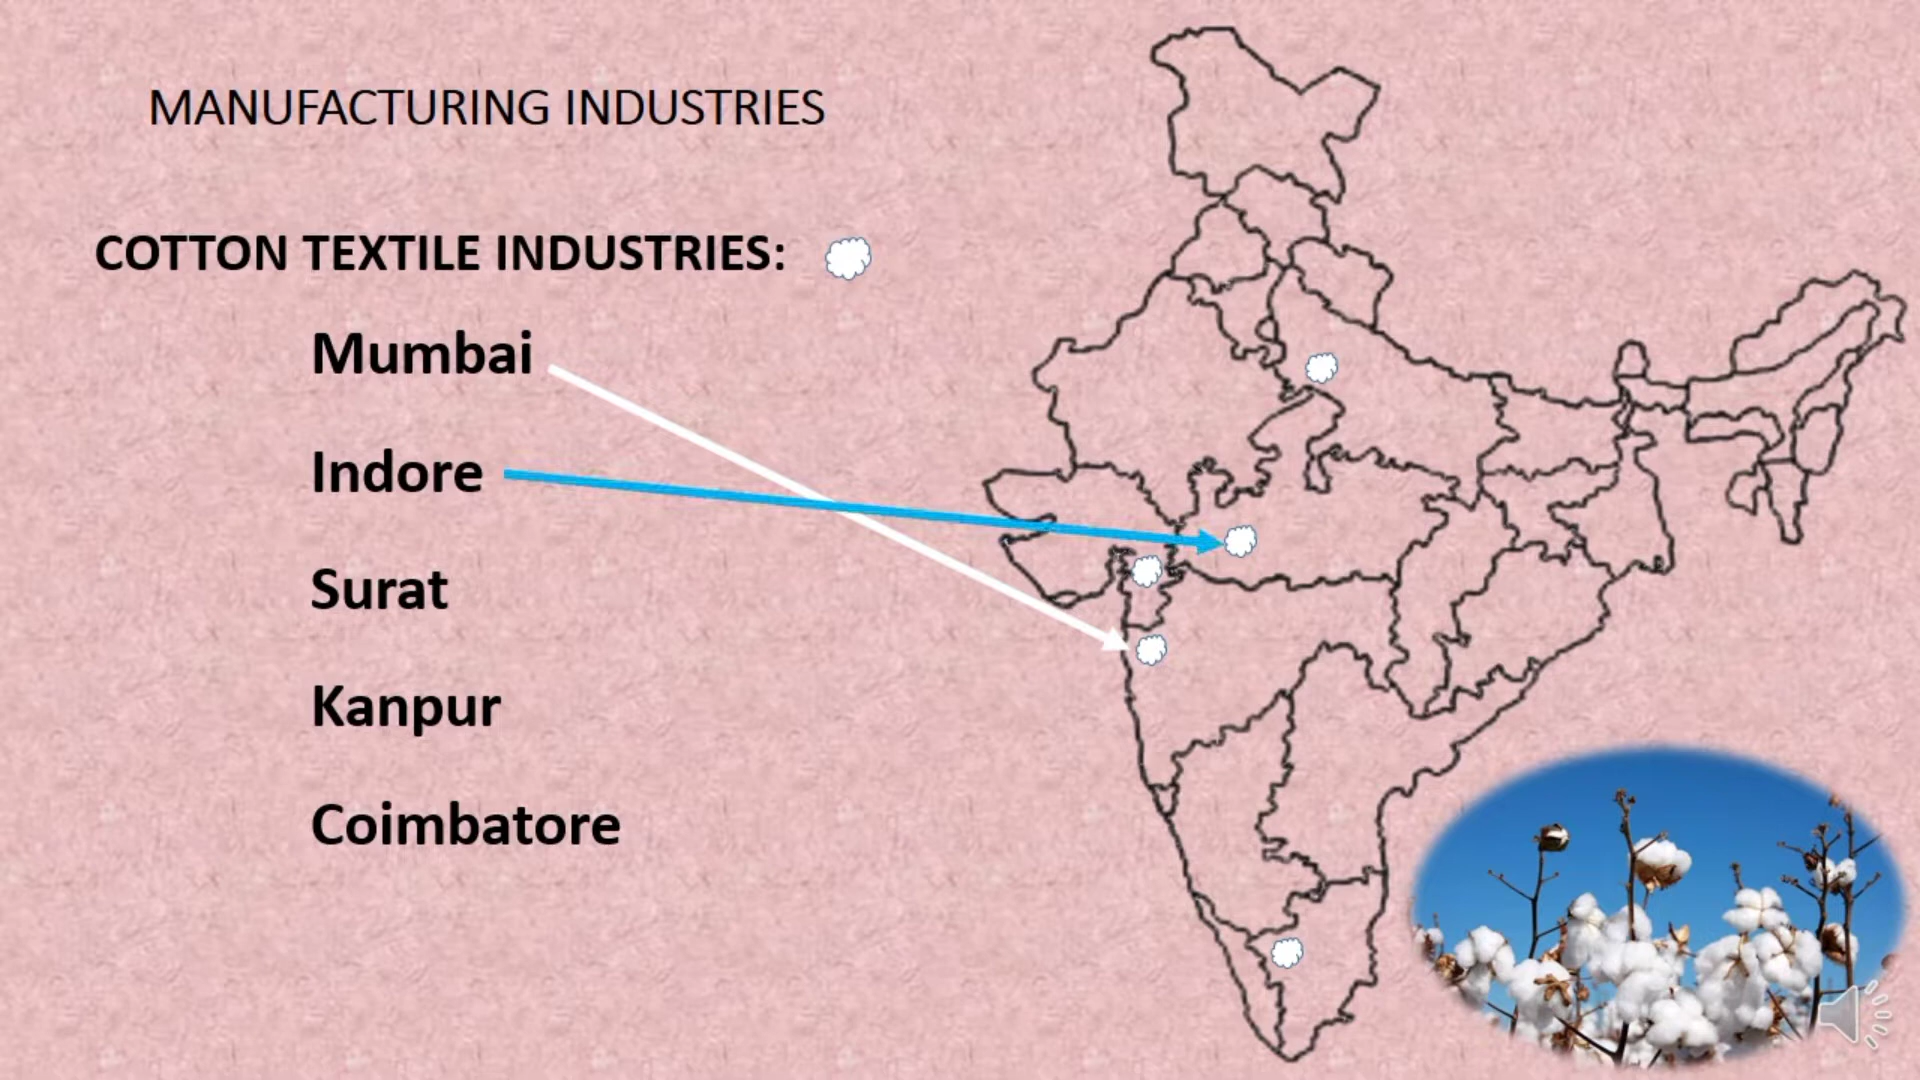 MANUFACTURING INDUSTRIES
COTTON TEXTILE INDUSTRIES:
Mumbai
Indore
Surat
Kanpur
Coimbatore